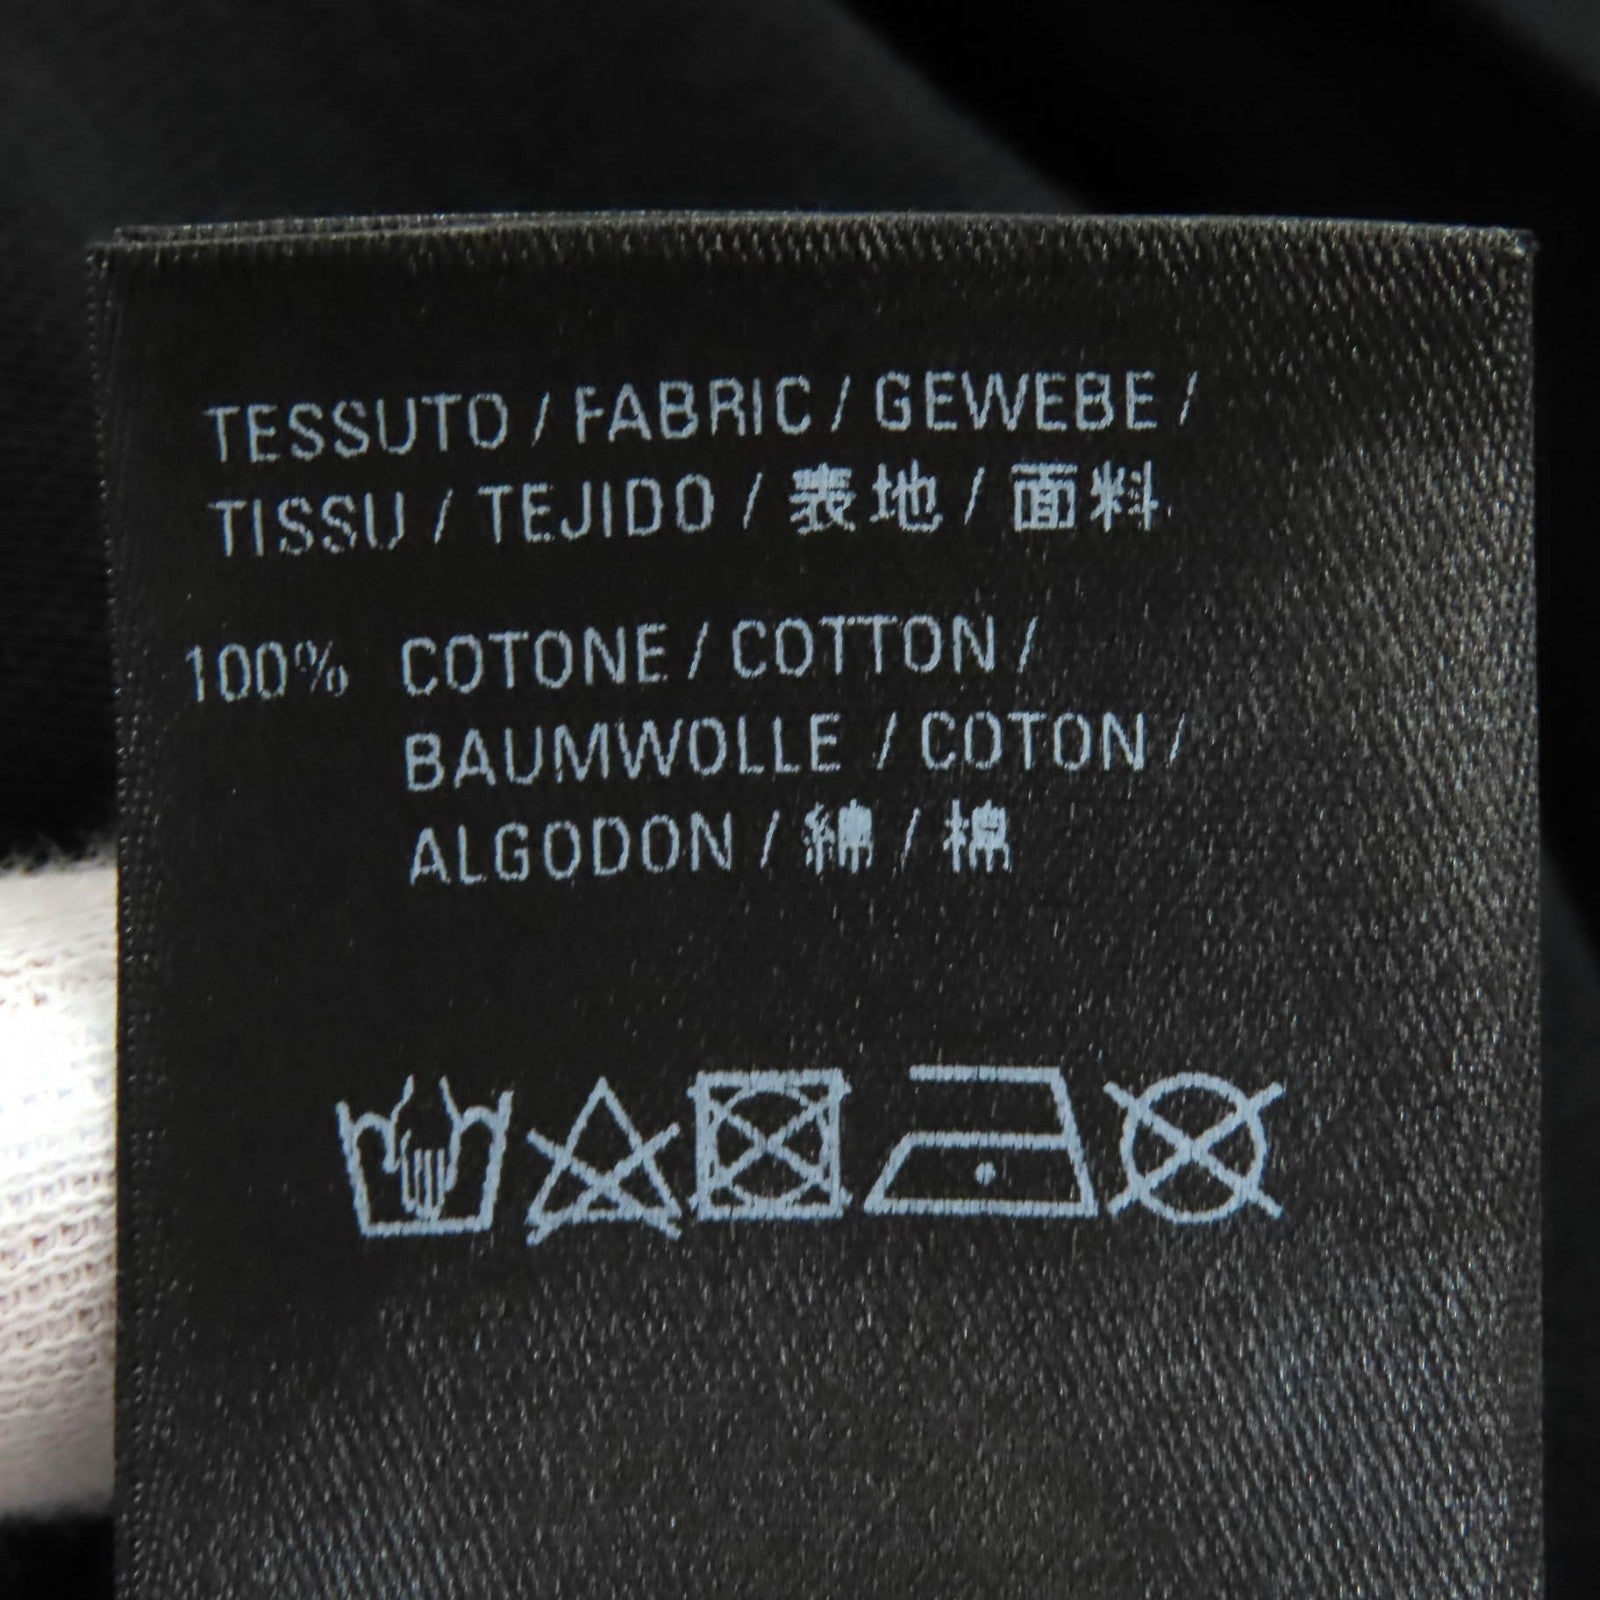 TESSUTO / FABRIC / GEWEBE /
TISSU / TEJIDO / 表地 / 面料
100% COTONE / COTTON /
BAUMWOLLE / COTON /
ALGODON / 綿 / 棉